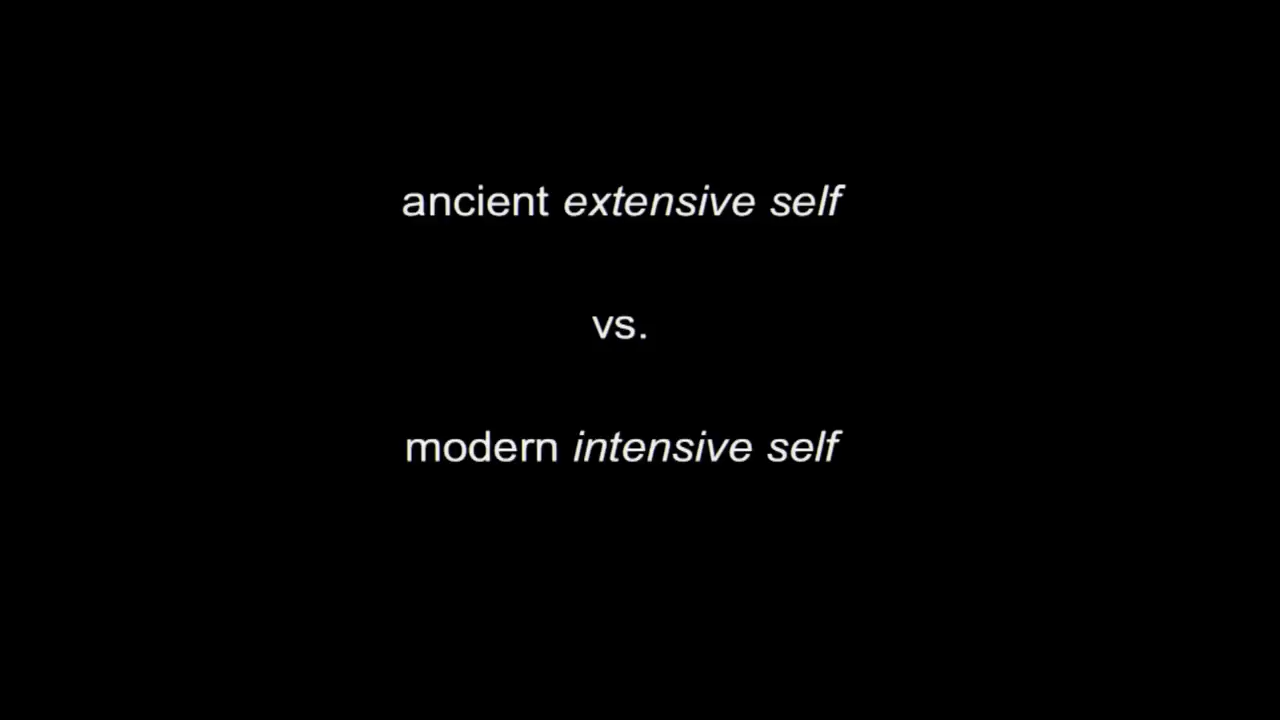 ancient extensive self
vs.
modern intensive self